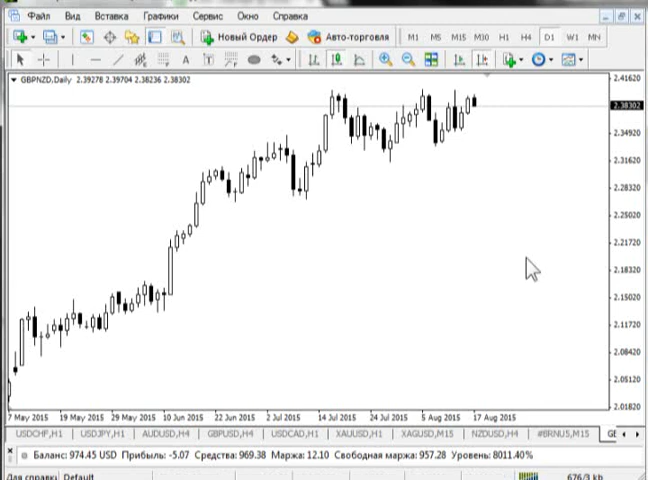 Файл Вид Вставка Графики Сервис Окно Справка
Новый Ордер Авто-торговля M1 M5 M15 M30 H1 H4 D1 W1 MN
GBPNZD.Daily 2.39278 2.39704 2.38236 2.38302
2.41620
2.38302
2.34920
2.31620
2.28320
2.25020
2.21720
2.18320
2.15020
2.11720
2.08420
2.05120
2.01820
7 May 2015 19 May 2015 29 May 2015 10 Jun 2015 22 Jun 2015 2 Jul 2015 14 Jul 2015 24 Jul 2015 5 Aug 2015 17 Aug 2015
USDCHF,H1 USDJPY,H1 AUDUSD,H4 GBPUSD,H4 USDCAD,H1 XAUUSD,H1 XAGUSD,M15 NZDUSD,H4 #BRNUS,M15 GE
Баланс: 974.45 USD Прибыль: -5.07 Средства: 969.38 Маржа: 12.10 Свободная маржа: 957.28 Уровень: 8011.40%
Для справки Default 676/3 kb